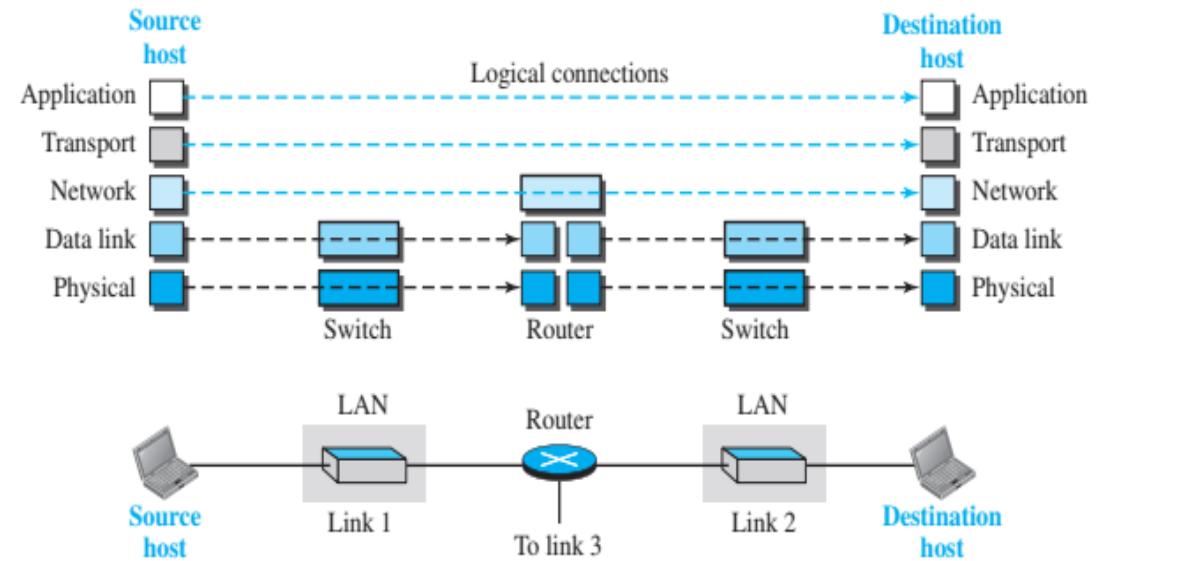 Source
host
Destination
host
Logical connections
Application
Application
Transport
Transport
Network
Network
Data link
Data link
Physical
Physical
Switch
Router
Switch
LAN
Router
LAN
Source
host
Link 1
To link 3
Link 2
Destination
host